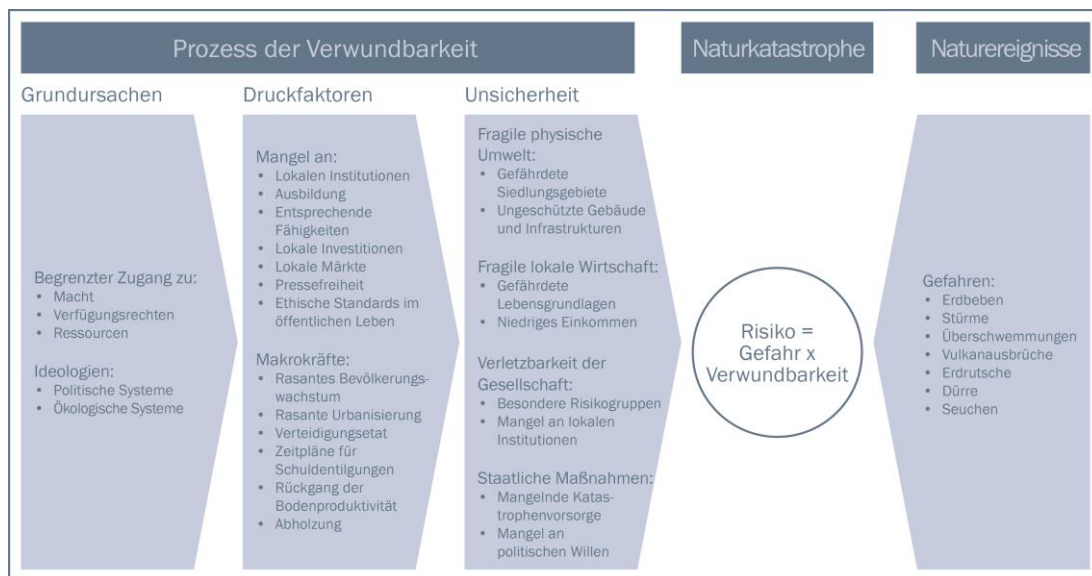 Prozess der Verwundbarkeit
Naturkatastrophe
Naturereignisse
Grundursachen
Druckfaktoren
Unsicherheit
Begrenzter Zugang zu:
• Macht
• Verfügungsrechten
• Ressourcen
Ideologien:
• Politische Systeme
• Ökologische Systeme
Mangel an:
• Lokalen Institutionen
• Ausbildung
• Entsprechende
Fähigkeiten
• Lokale Investitionen
• Lokale Märkte
• Pressefreiheit
• Ethische Standards im
öffentlichen Leben
Makrokräfte:
• Rasantes Bevölkerungs-
wachstum
• Rasante Urbanisierung
• Verteidigungsetat
• Zeitpläne für
Schuldentilgungen
• Rückgang der
Bodenproduktivität
• Abholzung
Fragile physische
Umwelt:
• Gefährdete
Siedlungsgebiete
• Ungeschützte Gebäude
und Infrastrukturen
Fragile lokale Wirtschaft:
• Gefährdete
Lebensgrundlagen
• Niedriges Einkommen
Verletzbarkeit der
Gesellschaft:
• Besondere Risikogruppen
• Mangel an lokalen
Institutionen
Staatliche Maßnahmen:
• Mangelnde Katas-
trophenvorsorge
• Mangel an
politischen Willen
Risiko =
Gefahr x
Verwundbarkeit
Gefahren:
• Erdbeben
• Stürme
• Überschwemmungen
• Vulkanausbrüche
• Erdrutsche
• Dürre
• Seuchen